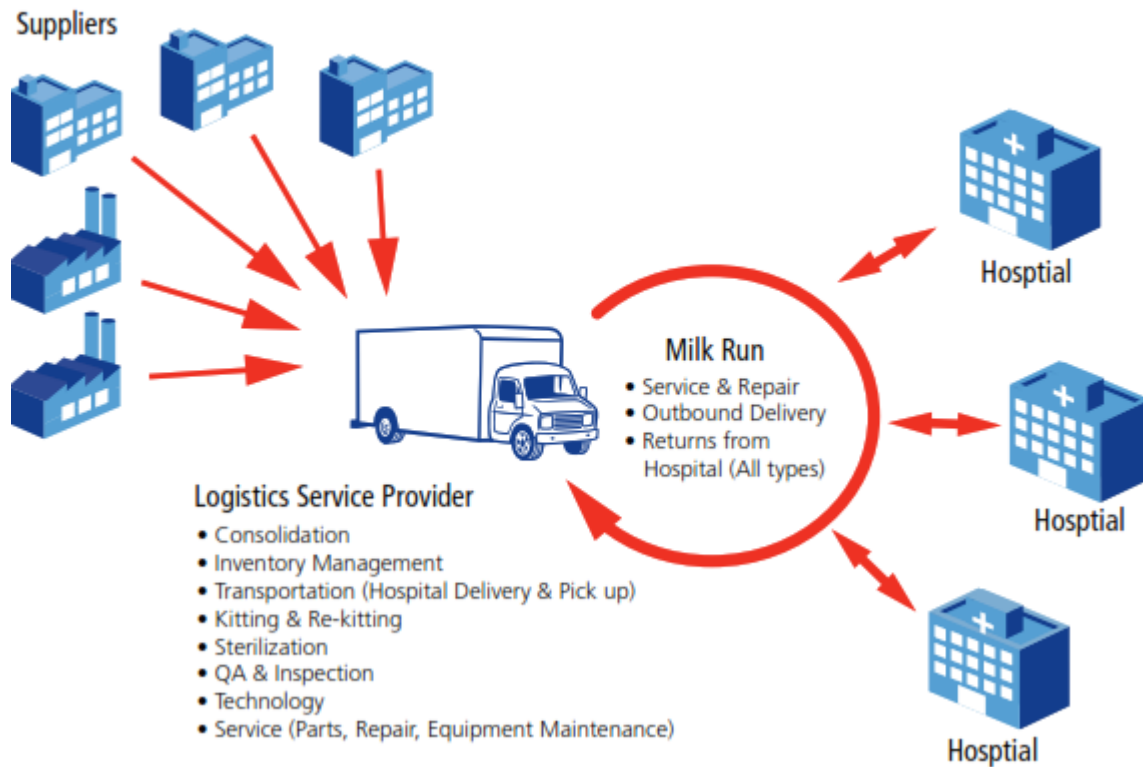 Suppliers
Hosptial
Milk Run
• Service & Repair
• Outbound Delivery
• Returns from
Hospital (All types)
Hosptial
Logistics Service Provider
• Consolidation
• Inventory Management
• Transportation (Hospital Delivery & Pick up)
• Kitting & Re-kitting
• Sterilization
• QA & Inspection
• Technology
• Service (Parts, Repair, Equipment Maintenance)
Hosptial